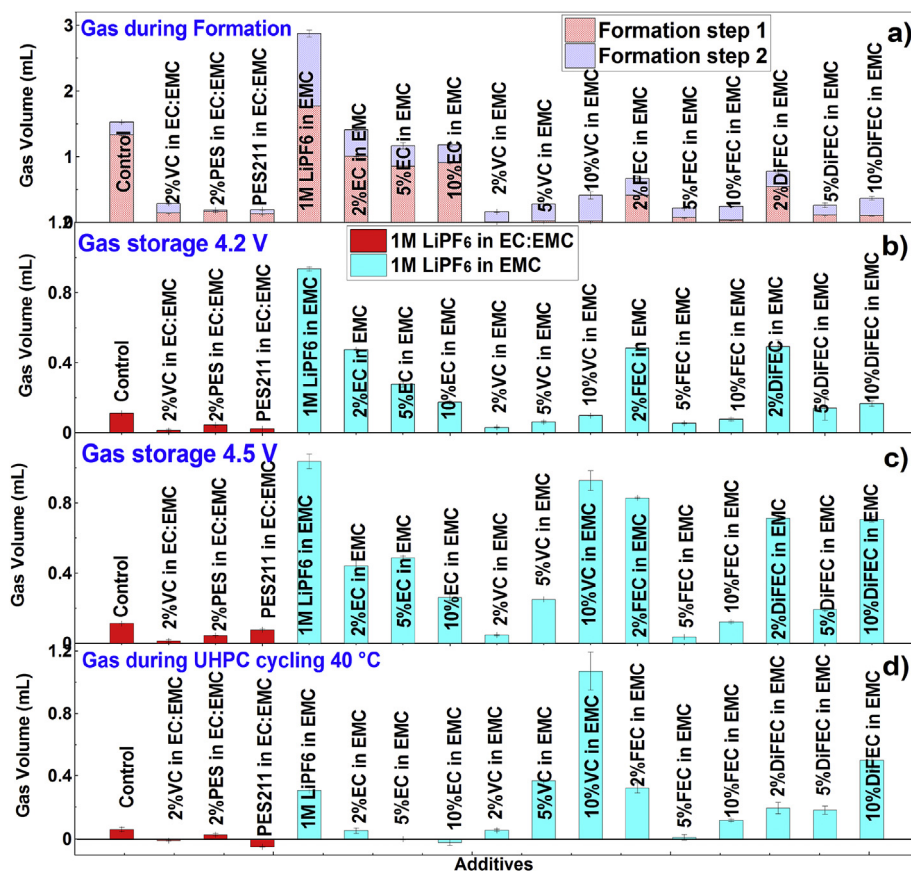 Gas during Formation
a)
Formation step 1
Formation step 2
Gas Volume (mL)
3
2
1
Control
2%VC in EC:EMC
2%PES in EC:EMC
PES211 in EC:EMC
1M LiPF6 in EMC
2%EC in EMC
5%EC in EMC
10%EC in EMC
2%VC in EMC
5%VC in EMC
10%VC in EMC
2%FEC in EMC
5%FEC in EMC
10%FEC in EMC
2%DiFEC in EMC
5%DiFEC in EMC
10%DiFEC in EMC
Gas storage 4.2 V
b)
1M LiPF6 in EC:EMC
1M LiPF6 in EMC
Gas Volume (mL)
0.8
0.4
0
Control
2%VC in EC:EMC
2%PES in EC:EMC
PES211 in EC:EMC
1M LiPF6 in EMC
2%EC in EMC
5%EC in EMC
10%EC in EMC
2%VC in EMC
5%VC in EMC
10%VC in EMC
2%FEC in EMC
5%FEC in EMC
10%FEC in EMC
2%DiFEC in EMC
5%DiFEC in EMC
10%DiFEC in EMC
Gas storage 4.5 V
c)
Gas Volume (mL)
0.8
0.4
0
Control
2%VC in EC:EMC
2%PES in EC:EMC
PES211 in EC:EMC
1M LiPF6 in EMC
2%EC in EMC
5%EC in EMC
10%EC in EMC
2%VC in EMC
5%VC in EMC
10%VC in EMC
2%FEC in EMC
5%FEC in EMC
10%FEC in EMC
2%DiFEC in EMC
5%DiFEC in EMC
10%DiFEC in EMC
Gas during UHPC cycling 40 °C
d)
Gas Volume (mL)
1.2
0.8
0.4
0
Control
2%VC in EC:EMC
2%PES in EC:EMC
PES211 in EC:EMC
1M LiPF6 in EMC
2%EC in EMC
5%EC in EMC
10%EC in EMC
2%VC in EMC
5%VC in EMC
10%VC in EMC
2%FEC in EMC
5%FEC in EMC
10%FEC in EMC
2%DiFEC in EMC
5%DiFEC in EMC
10%DiFEC in EMC
Additives